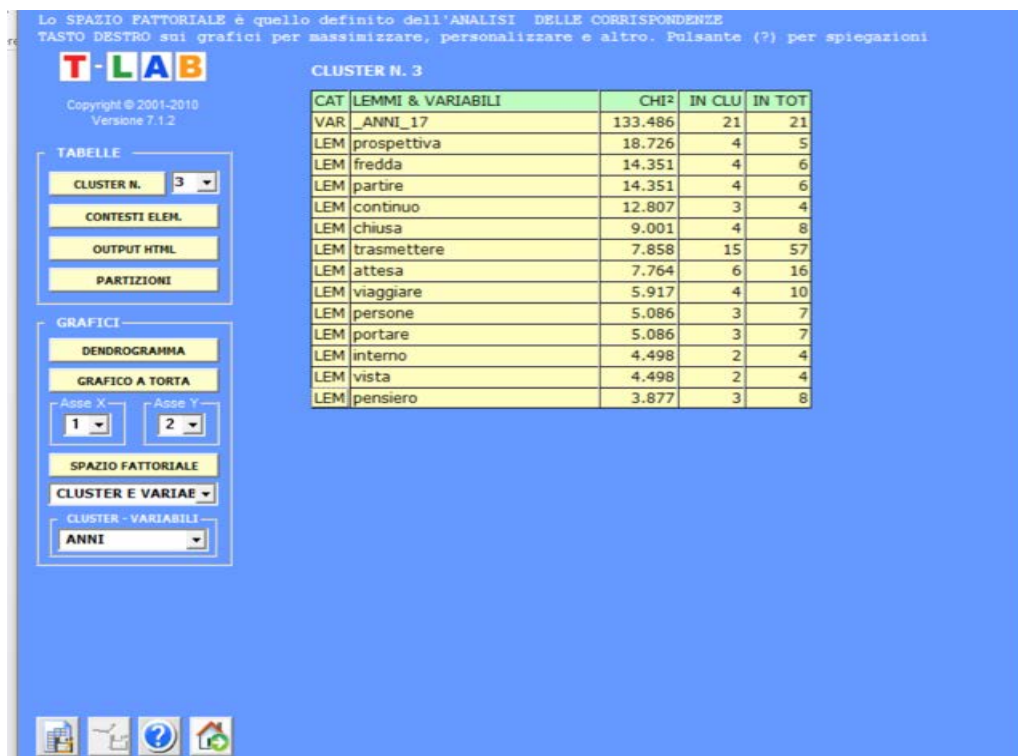 Lo SPAZIO FATTORIALE è quello definito dell'ANALISI DELLE CORRISPONDENZE
TASTO DESTRO sui grafici per massimizzare, personalizzare e altro. Pulsante (?) per spiegazioni
T-LAB
Copyright © 2001-2010
Versione 7.1.2
TABELLE
CLUSTER N. 3
CONTESTI ELEM.
OUTPUT HTML
PARTIZIONI
GRAFICI
DENDROGRAMMA
GRAFICO A TORTA
Asse X Asse Y
1 2
SPAZIO FATTORIALE
CLUSTER E VARIAE
CLUSTER - VARIABILI
ANNI
CLUSTER N. 3
CAT LEMMI & VARIABILI CHI² IN CLU IN TOT
VAR _ANNI_17 133.486 21 21
LEM prospettiva 18.726 4 5
LEM fredda 14.351 4 6
LEM partire 14.351 4 6
LEM continuo 12.807 3 4
LEM chiusa 9.001 4 8
LEM trasmettere 7.858 15 57
LEM attesa 7.764 6 16
LEM viaggiare 5.917 4 10
LEM persone 5.086 3 7
LEM portare 5.086 3 7
LEM interno 4.498 2 4
LEM vista 4.498 2 4
LEM pensiero 3.877 3 8